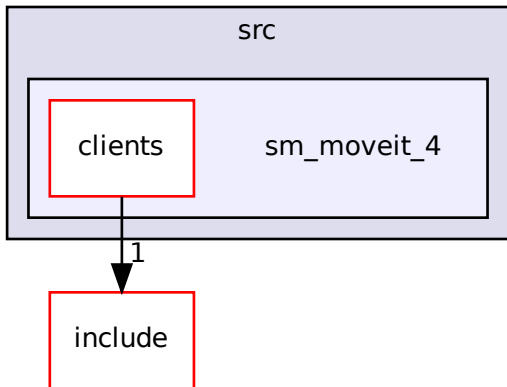 src
clients
sm_moveit_4
1
include